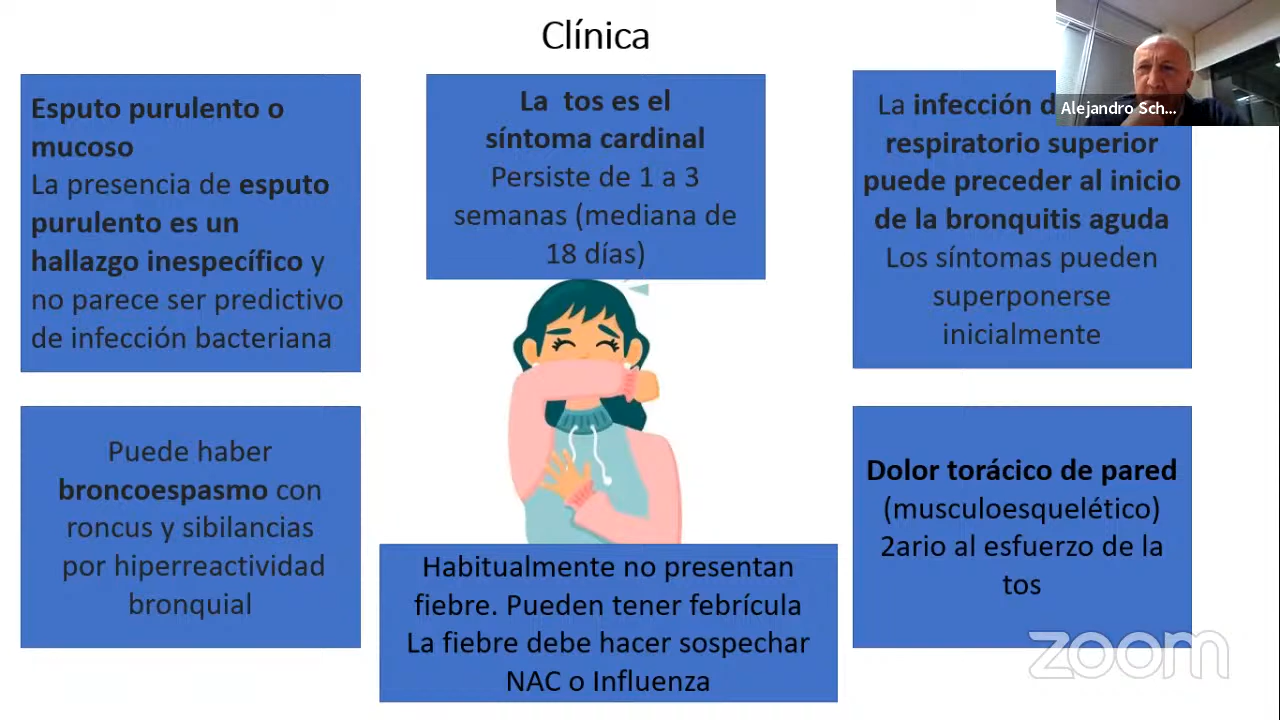 Clínica
Esputo purulento o
mucoso
La presencia de esputo
purulento es un
hallazgo inespecífico y
no parece ser predictivo
de infección bacteriana
La tos es el
síntoma cardinal
Persiste de 1 a 3
semanas (mediana de
18 días)
La infección
respiratorio superior
puede preceder al inicio
de la bronquitis aguda
Los síntomas pueden
superponerse
inicialmente
Alejandro Sch...
Puede haber
broncoespasmo con
roncus y sibilancias
por hiperreactividad
bronquial
Habitualmente no presentan
fiebre. Pueden tener febrícula
La fiebre debe hacer sospechar
NAC o Influenza
Dolor torácico de pared
(musculoesquelético)
2ario al esfuerzo de la
tos
zoom